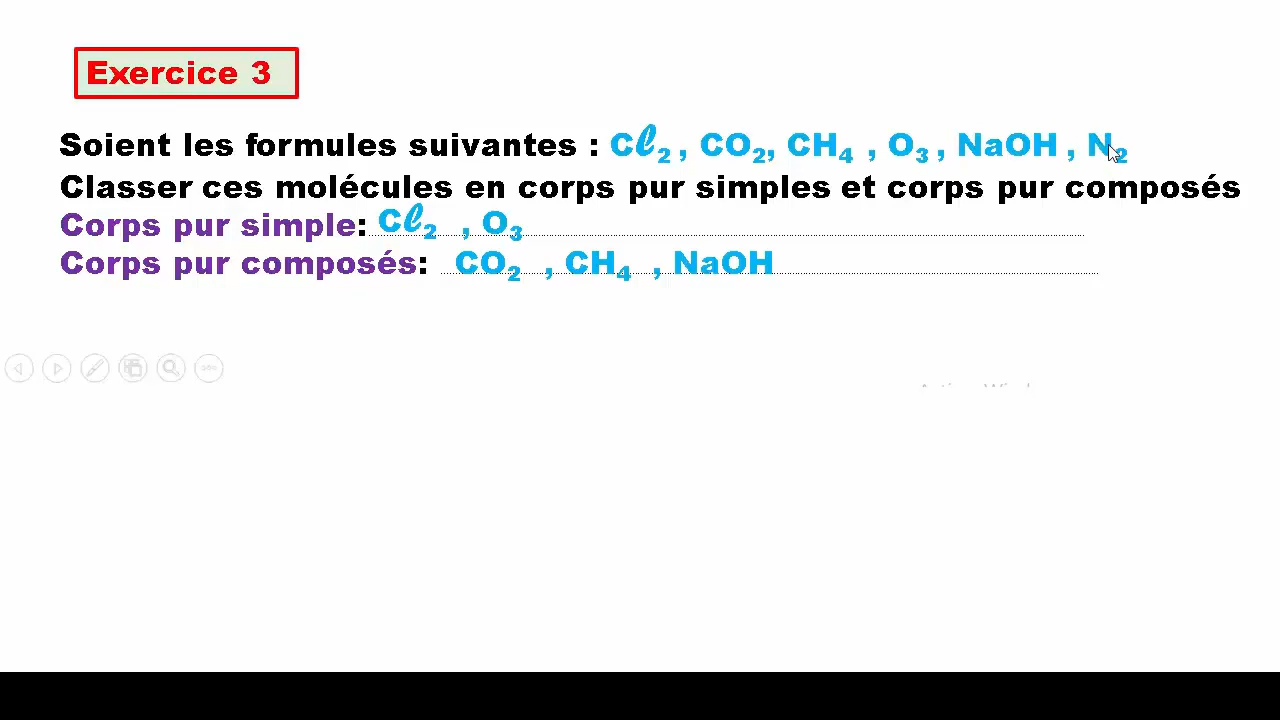 Exercice 3
Soient les formules suivantes : Cℓ₂ , CO₂, CH₄ , O₃ , NaOH , N₂
Classer ces molécules en corps pur simples et corps pur composés
Corps pur simple: Cℓ₂ , O₃
Corps pur composés: CO₂ , CH₄ , NaOH